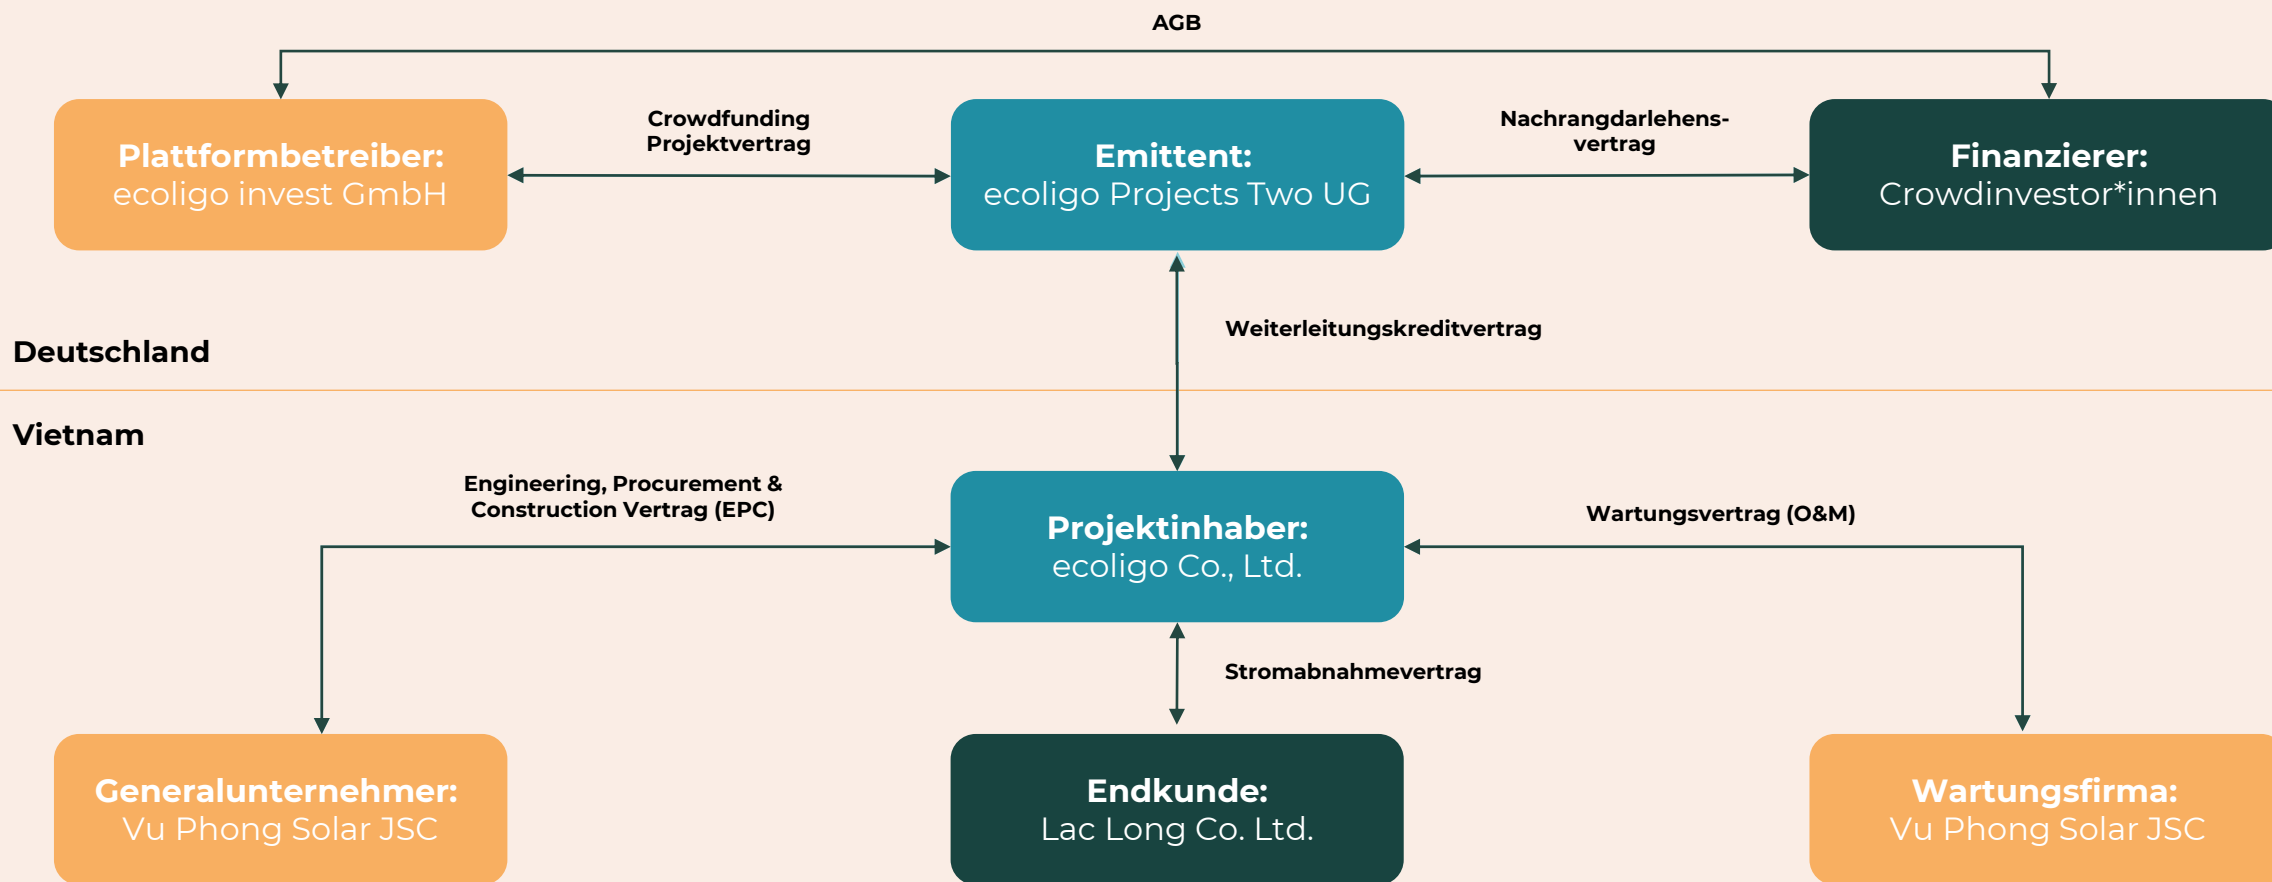 AGB
Crowdfunding
Projektvertrag
Nachrangdarlehens-
vertrag
Plattformbetreiber:
ecoligo invest GmbH
Emittent:
ecoligo Projects Two UG
Finanzierer:
Crowdinvestor*innen
Weiterleitungskreditvertrag
Deutschland
Vietnam
Engineering, Procurement &
Construction Vertrag (EPC)
Projektinhaber:
ecoligo Co., Ltd.
Wartungsvertrag (O&M)
Stromabnahmevertrag
Generalunternehmer:
Vu Phong Solar JSC
Endkunde:
Lac Long Co. Ltd.
Wartungsfirma:
Vu Phong Solar JSC